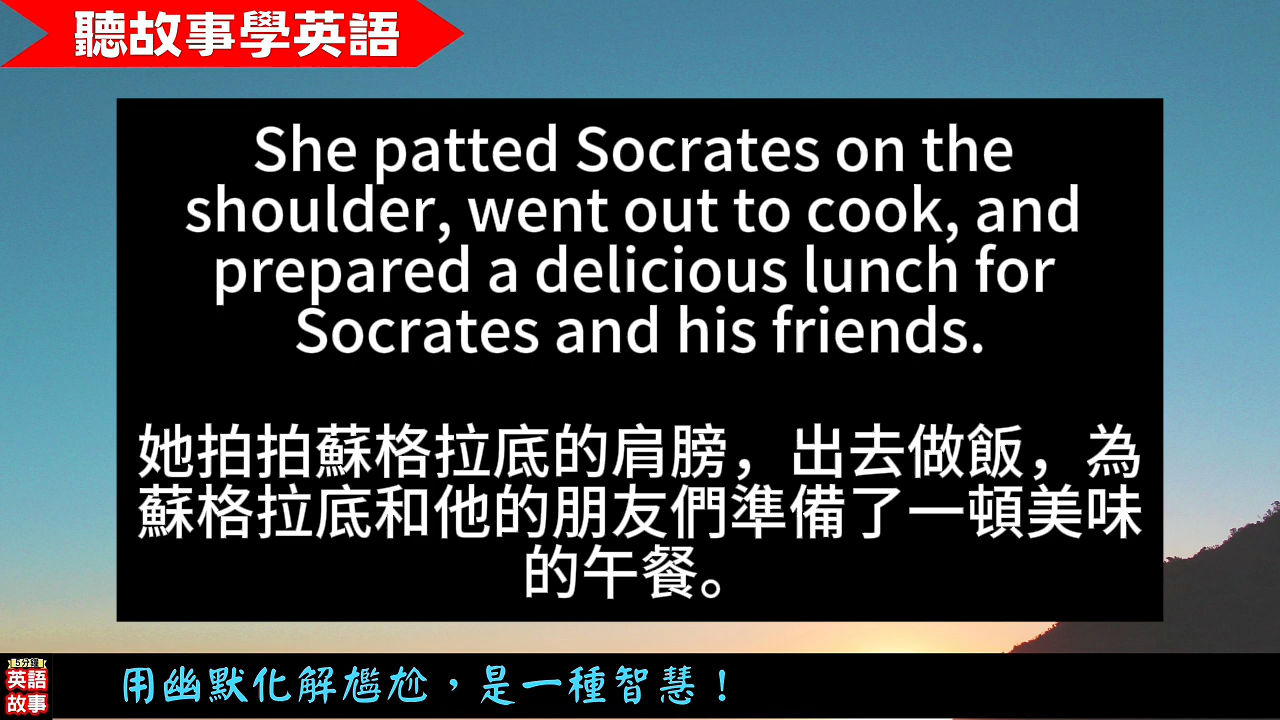 聽故事學英語
She patted Socrates on the
shoulder, went out to cook, and
prepared a delicious lunch for
Socrates and his friends.
她拍拍蘇格拉底的肩膀，出去做飯，為
蘇格拉底和他的朋友們準備了一頓美味
的午餐。
5分鐘
英語
故事
用幽默化解尷尬，是一種智慧！